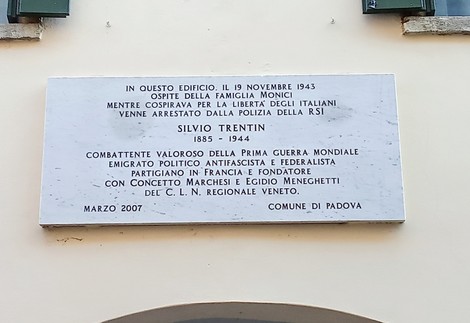 IN QUESTO EDIFICIO, IL 19 NOVEMBRE 1943
OSPITE DELLA FAMIGLIA MONICI
MENTRE COSPIRAVA PER LA LIBERTÀ DEGLI ITALIANI
VENNE ARRESTATO DALLA POLIZIA DELLA RSI
SILVIO TRENTIN
1885 - 1944
COMBATTENTE VALOROSO DELLA PRIMA GUERRA MONDIALE
EMIGRATO POLITICO ANTIFASCISTA E FEDERALISTA
PARTIGIANO IN FRANCIA E FONDATORE
CON CONCETTO MARCHESI E EGIDIO MENEGHETTI
DEL C. L. N. REGIONALE VENETO.
MARZO 2007 COMUNE DI PADOVA